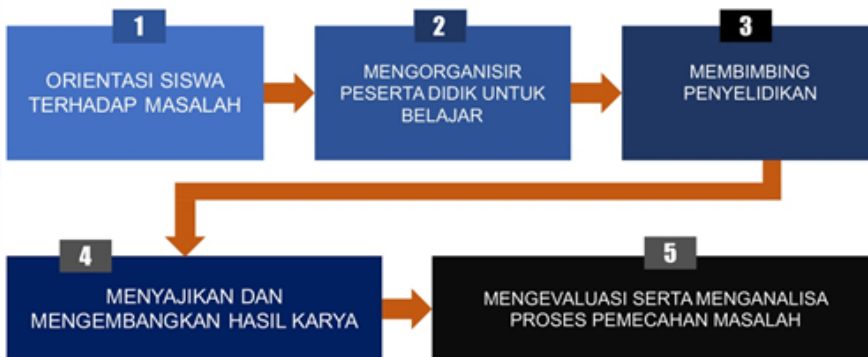 1
ORIENTASI SISWA
TERHADAP MASALAH
2
MENGORGANISIR
PESERTA DIDIK UNTUK
BELAJAR
3
MEMBIMBING
PENYELIDIKAN
4
MENYAJIKAN DAN
MENGEMBANGKAN HASIL KARYA
5
MENGEVALUASI SERTA MENGANALISA
PROSES PEMECAHAN MASALAH